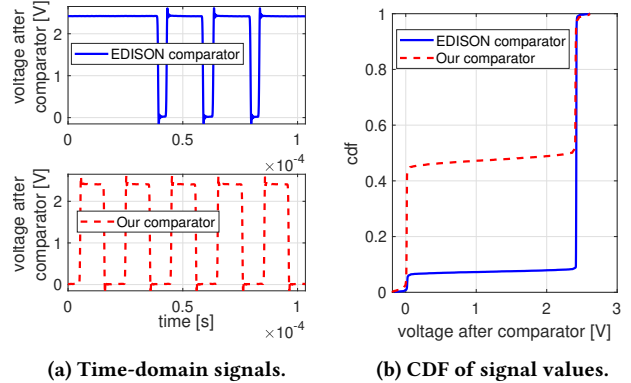 voltage after
comparator [V]
2
1
0
EDISON comparator
0
0.5
1
×10⁻⁴
voltage after
comparator [V]
2
1
0
Our comparator
0
0.5
1
time [s]
×10⁻⁴
(a) Time-domain signals.
cdf
1
0.8
0.6
0.4
0.2
0
EDISON comparator
Our comparator
0
1
2
3
voltage after comparator [V]
(b) CDF of signal values.